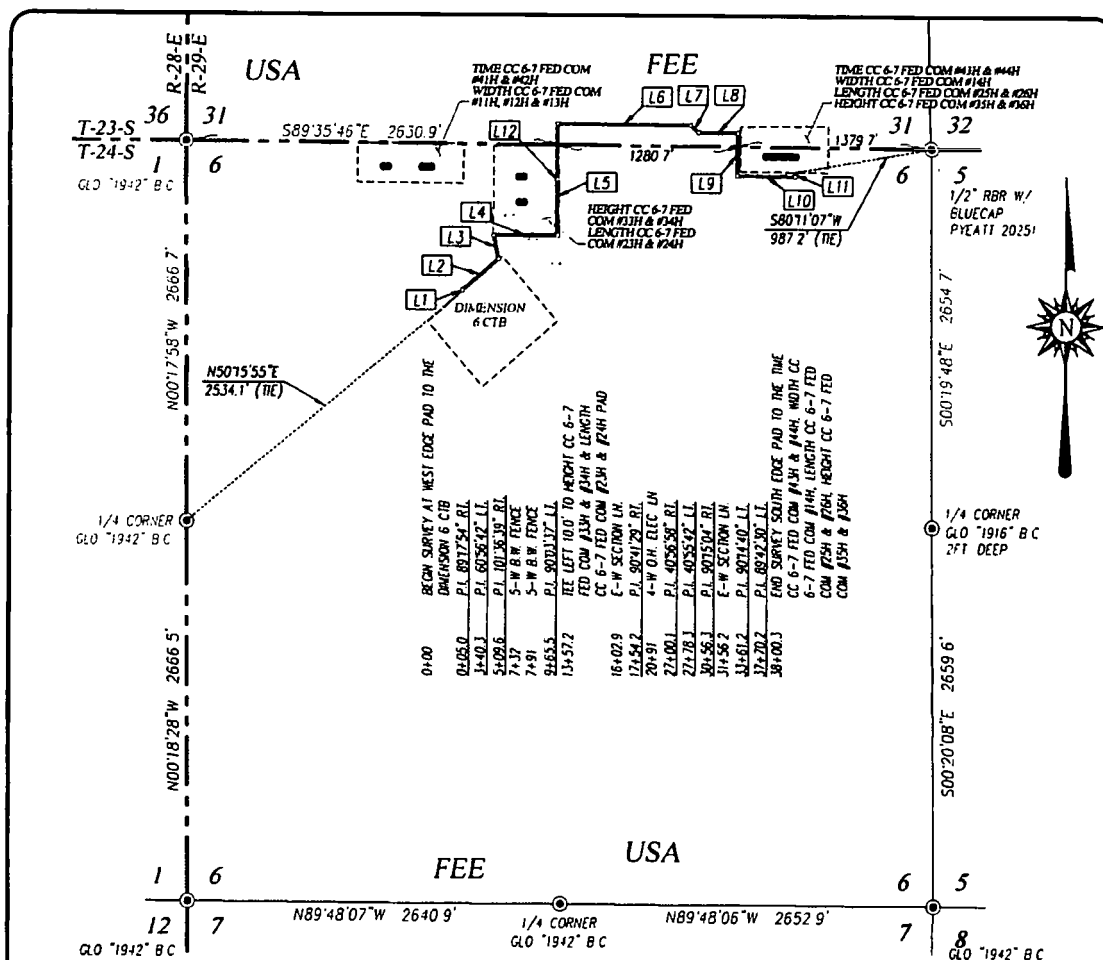 R-28-E
R-29-E
USA
FEE
TIME CC 6-7 FED COM
#41H & #42H
WIDTH CC 6-7 FED COM
#11H, #12H & #13H
L6
L7
L8
TIME CC 6-7 FED COM #43H & #44H
WIDTH CC 6-7 FED COM #14H
LENGTH CC 6-7 FED COM #25H & #26H
HEIGHT CC 6-7 FED COM #35H & #36H
36
31
T-23-S
T-24-S
1
6
GLO "1942" B C
S89°35'46"E 2630.9'
L12
1280 7'
1379 7'
31
32
6
5
1/2" RBR W/
BLUECAP
PYEATT 20251
L9
L10
L11
S80°11'07"W
987 2' (TIE)
L5
L4
HEIGHT CC 6-7 FED
COM #33H & #34H
LENGTH CC 6-7 FED
COM #23H & #24H
L3
L2
L1
DIMENSION
6 CTB
N00°17'58"W 2666 7'
S00°19'48"E 2654 7'
N
N50°15'55"E
2534.1' (TIE)
1/4 CORNER
GLO "1942" B C
1/4 CORNER
GLO "1916" B C
2FT DEEP
0+00 BEGIN SURVEY AT WEST EDGE PAD TO THE
DIMENSION 6 CTB
0+05.0 P.I. 89°17'54" RT.
3+40.3 P.I. 60°56'42" LT.
5+09.6 P.I. 101°36'39" RT.
7+32 5-W B.W. FENCE
7+91 5-W B.W. FENCE
9+65.5 P.I. 90°03'37" LT.
13+57.2 TEE LEFT 10.0' TO HEIGHT CC 6-7
FED COM #33H & #34H & LENGTH
CC 6-7 FED COM #23H & #24H PAD
16+02.9 E-W SECTION LN.
17+54.2 P.I. 90°41'29" RT.
20+91 4-W O.H. ELEC LN
27+00.1 P.I. 40°56'58" RT.
27+78.3 P.I. 40°55'42" LT.
30+56.3 P.I. 90°15'04" RT.
31+56 2 E-W SECTION LN.
33+61.2 P.I. 90°14'40" LT.
37+70.2 P.I. 89°42'30" LT.
38+00.3 END SURVEY SOUTH EDGE PAD TO THE TIME
CC 6-7 FED COM #43H & #44H, WIDTH CC
6-7 FED COM #14H, LENGTH CC 6-7 FED
COM #25H & #26H, HEIGHT CC 6-7 FED
COM #35H & #36H
N00°18'28"W 2666 5'
S00°20'08"E 2659 6'
FEE
USA
1
6
12
7
GLO "1942" B C
N89°48'07"W 2640 9'
1/4 CORNER
GLO "1942" B C
N89°48'06"W 2652 9'
6
5
7
8
GLO "1942" B C